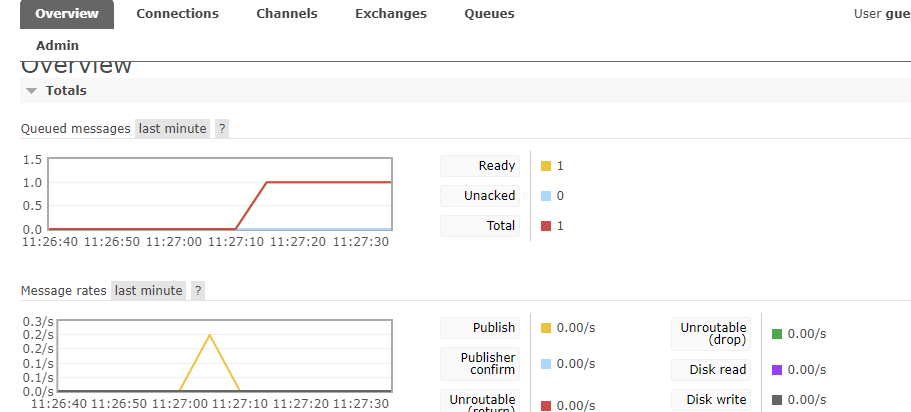 Overview Connections Channels Exchanges Queues User gue
Admin
Overview
Totals
Queued messages last minute ?
1.5
1.0
0.5
0.0
11:26:40 11:26:50 11:27:00 11:27:10 11:27:20 11:27:30
Ready 1
Unacked 0
Total 1
Message rates last minute ?
0.3/s
0.2/s
0.2/s
0.1/s
0.1/s
0.0/s
11:26:40 11:26:50 11:27:00 11:27:10 11:27:20 11:27:30
Publish 0.00/s
Publisher
confirm 0.00/s
Unroutable
(return) 0.00/s
Unroutable
(drop) 0.00/s
Disk read 0.00/s
Disk write 0.00/s